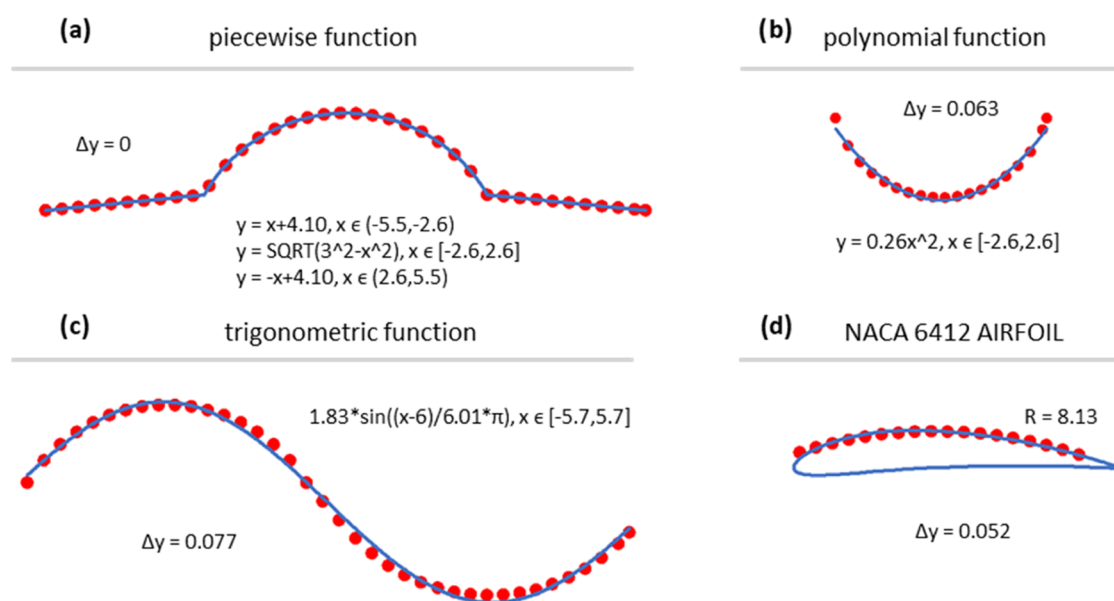 (a)
piecewise function
Δy = 0
y = x+4.10, x ϵ (-5.5,-2.6)
y = SQRT(3^2-x^2), x ϵ [-2.6,2.6]
y = -x+4.10, x ϵ (2.6,5.5)
(b)
polynomial function
Δy = 0.063
y = 0.26x^2, x ϵ [-2.6,2.6]
(c)
trigonometric function
1.83*sin((x-6)/6.01*π), x ϵ [-5.7,5.7]
Δy = 0.077
(d)
NACA 6412 AIRFOIL
R = 8.13
Δy = 0.052